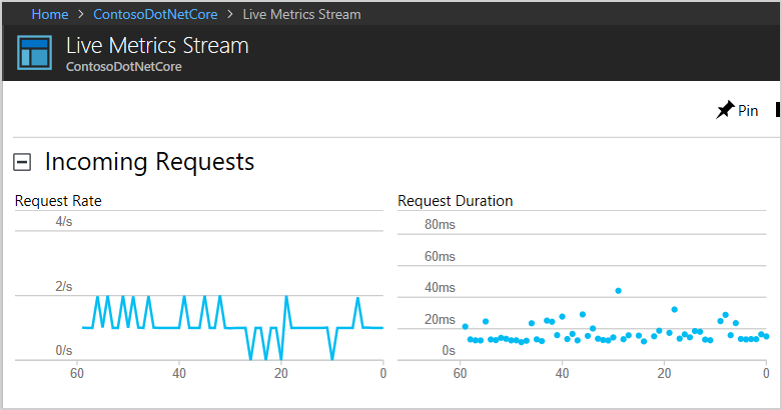 Home > ContosoDotNetCore > Live Metrics Stream
Live Metrics Stream
ContosoDotNetCore
Pin
Incoming Requests
Request Rate
4/s
2/s
0/s
60 40 20 0
Request Duration
80ms
60ms
40ms
20ms
0s
60 40 20 0